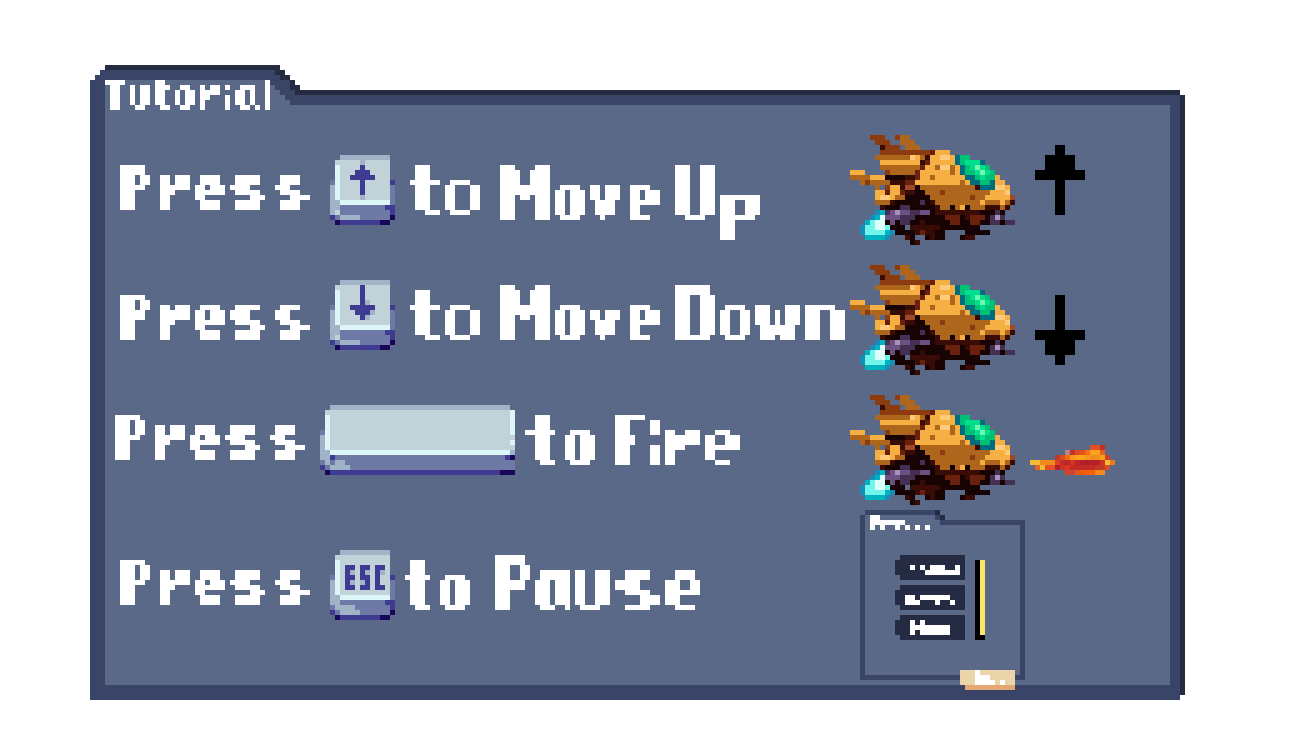 Tutorial
Press ↑ to Move Up
Press ↓ to Move Down
Press to Fire
Press ESC to Pause